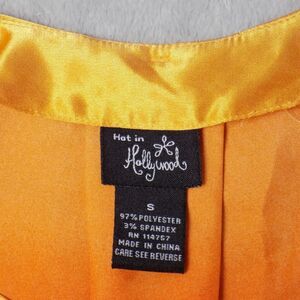 Hot in
Hollywood
S
97% POLYESTER
3% SPANDEX
RN 114757
MADE IN CHINA
CARE SEE REVERSE